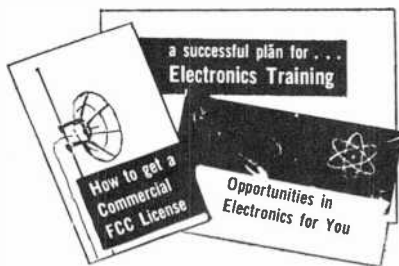 a successful plan for . . .
Electronics Training
How to get a
Commercial
FCC License
Opportunities in
Electronics for You